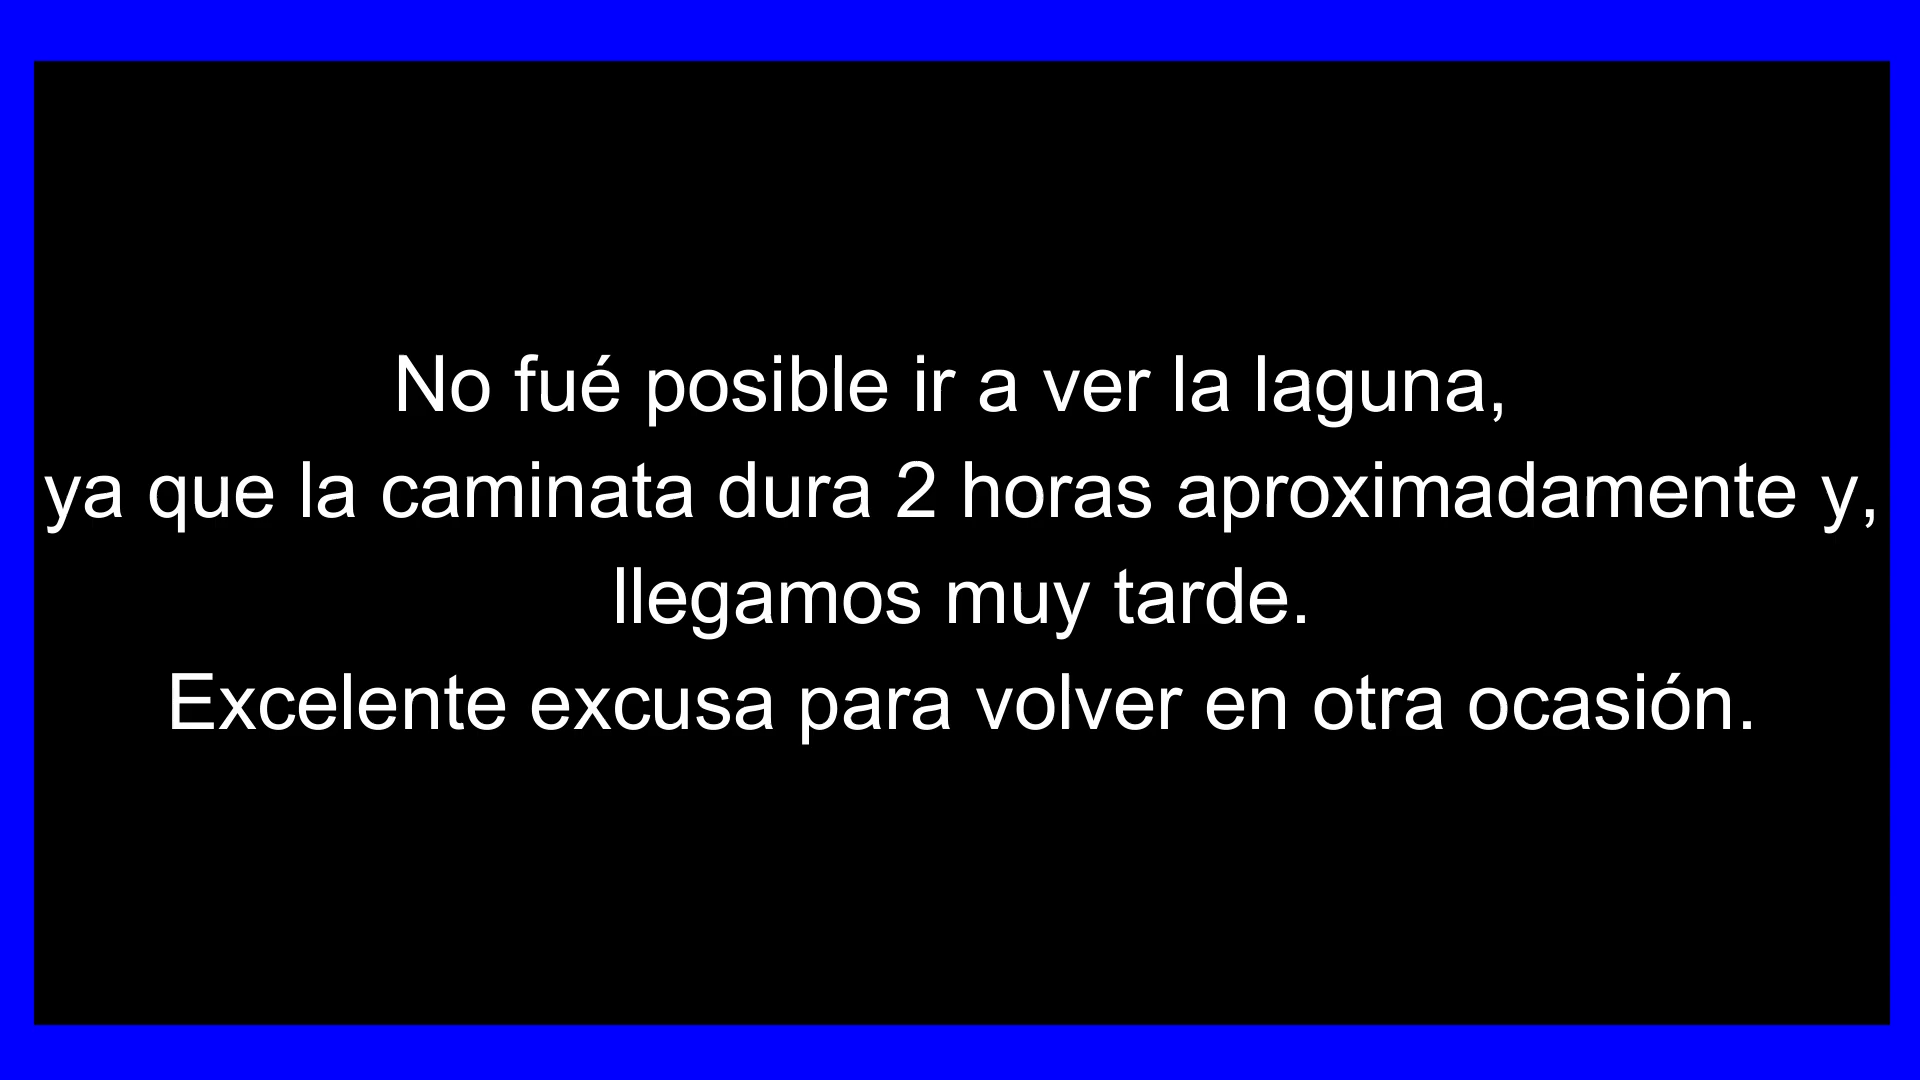 No fué posible ir a ver la laguna,
ya que la caminata dura 2 horas aproximadamente y,
llegamos muy tarde.
Excelente excusa para volver en otra ocasión.